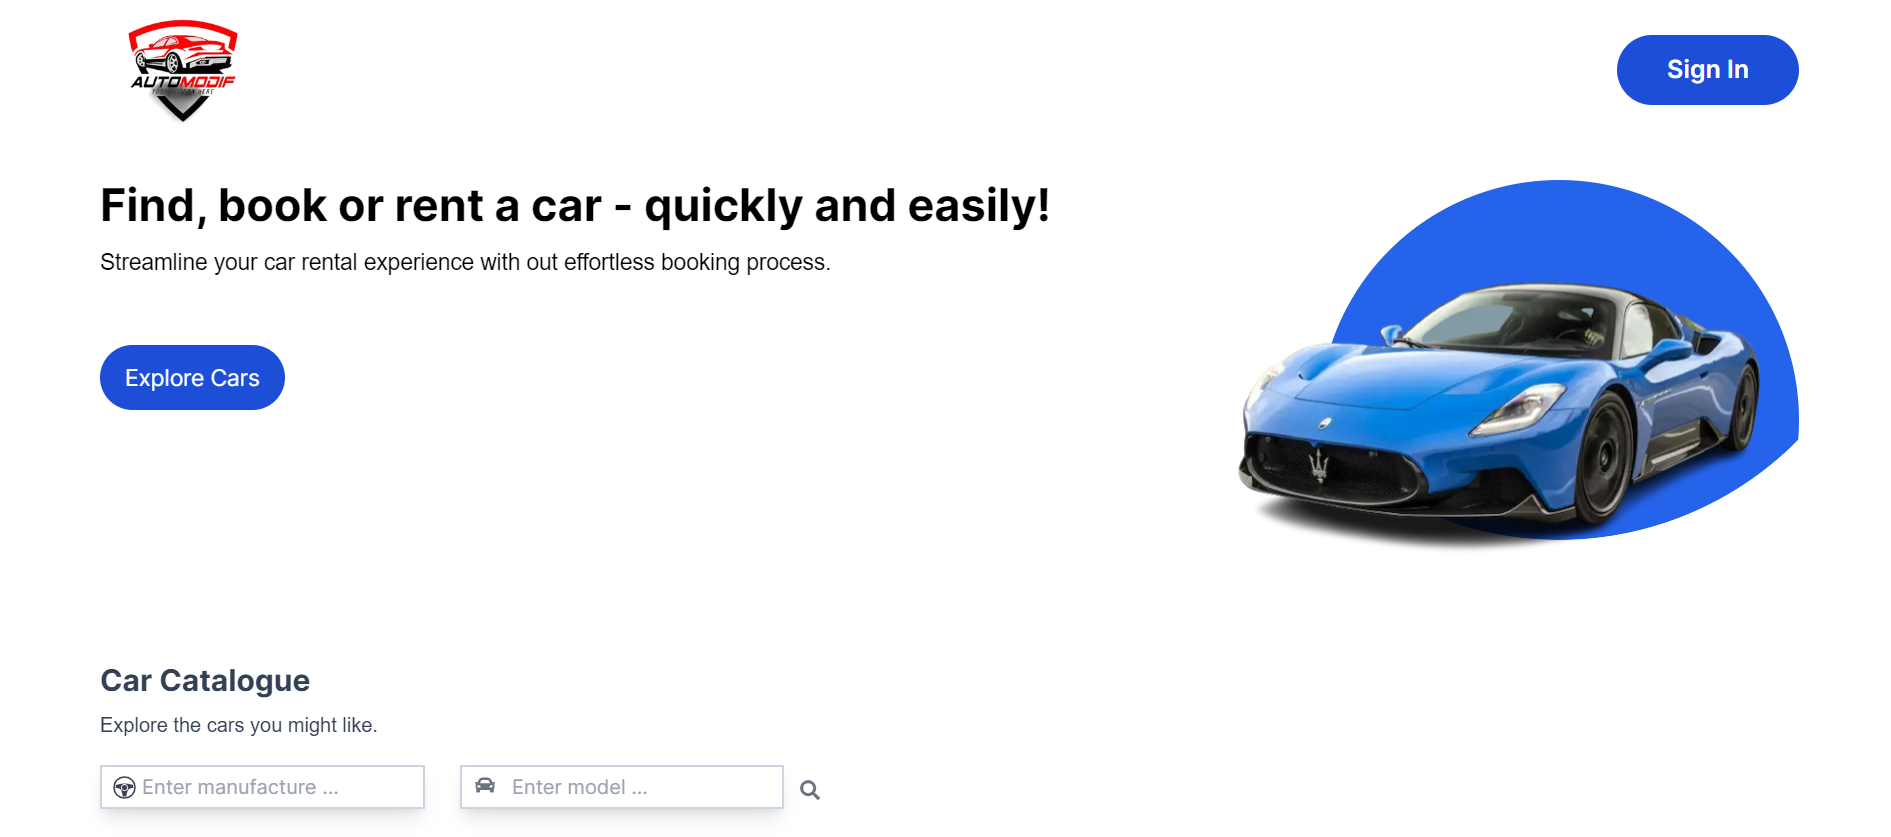 AUTOMODIF
Sign In
Find, book or rent a car - quickly and easily!
Streamline your car rental experience with out effortless booking process.
Explore Cars
Car Catalogue
Explore the cars you might like.
Enter manufacture ...
Enter model ...